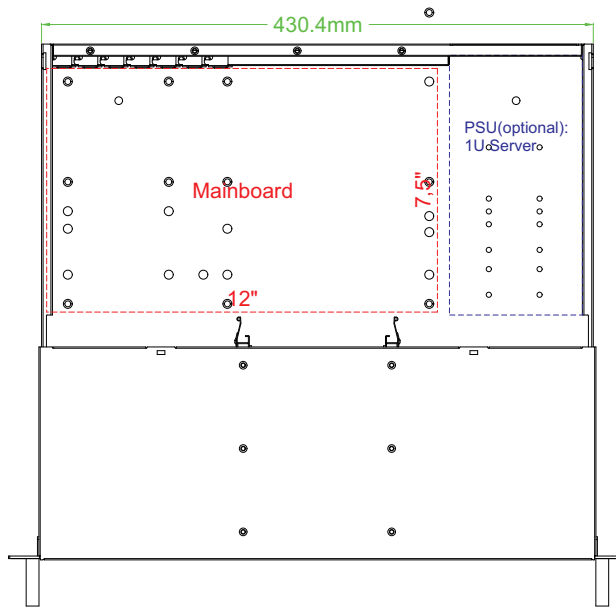 430.4mm
PSU(optional):
1U Server
Mainboard
7,5"
12"